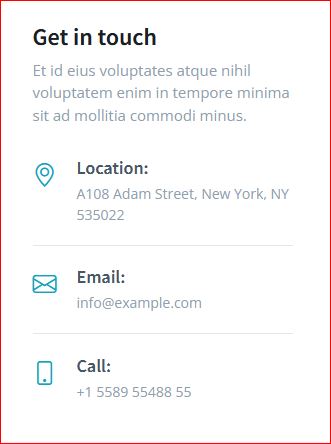 Get in touch
Et id eius voluptates atque nihil
voluptatem enim in tempore minima
sit ad mollitia commodi minus.
Location:
A108 Adam Street, New York, NY
535022
Email:
info@example.com
Call:
+1 5589 55488 55